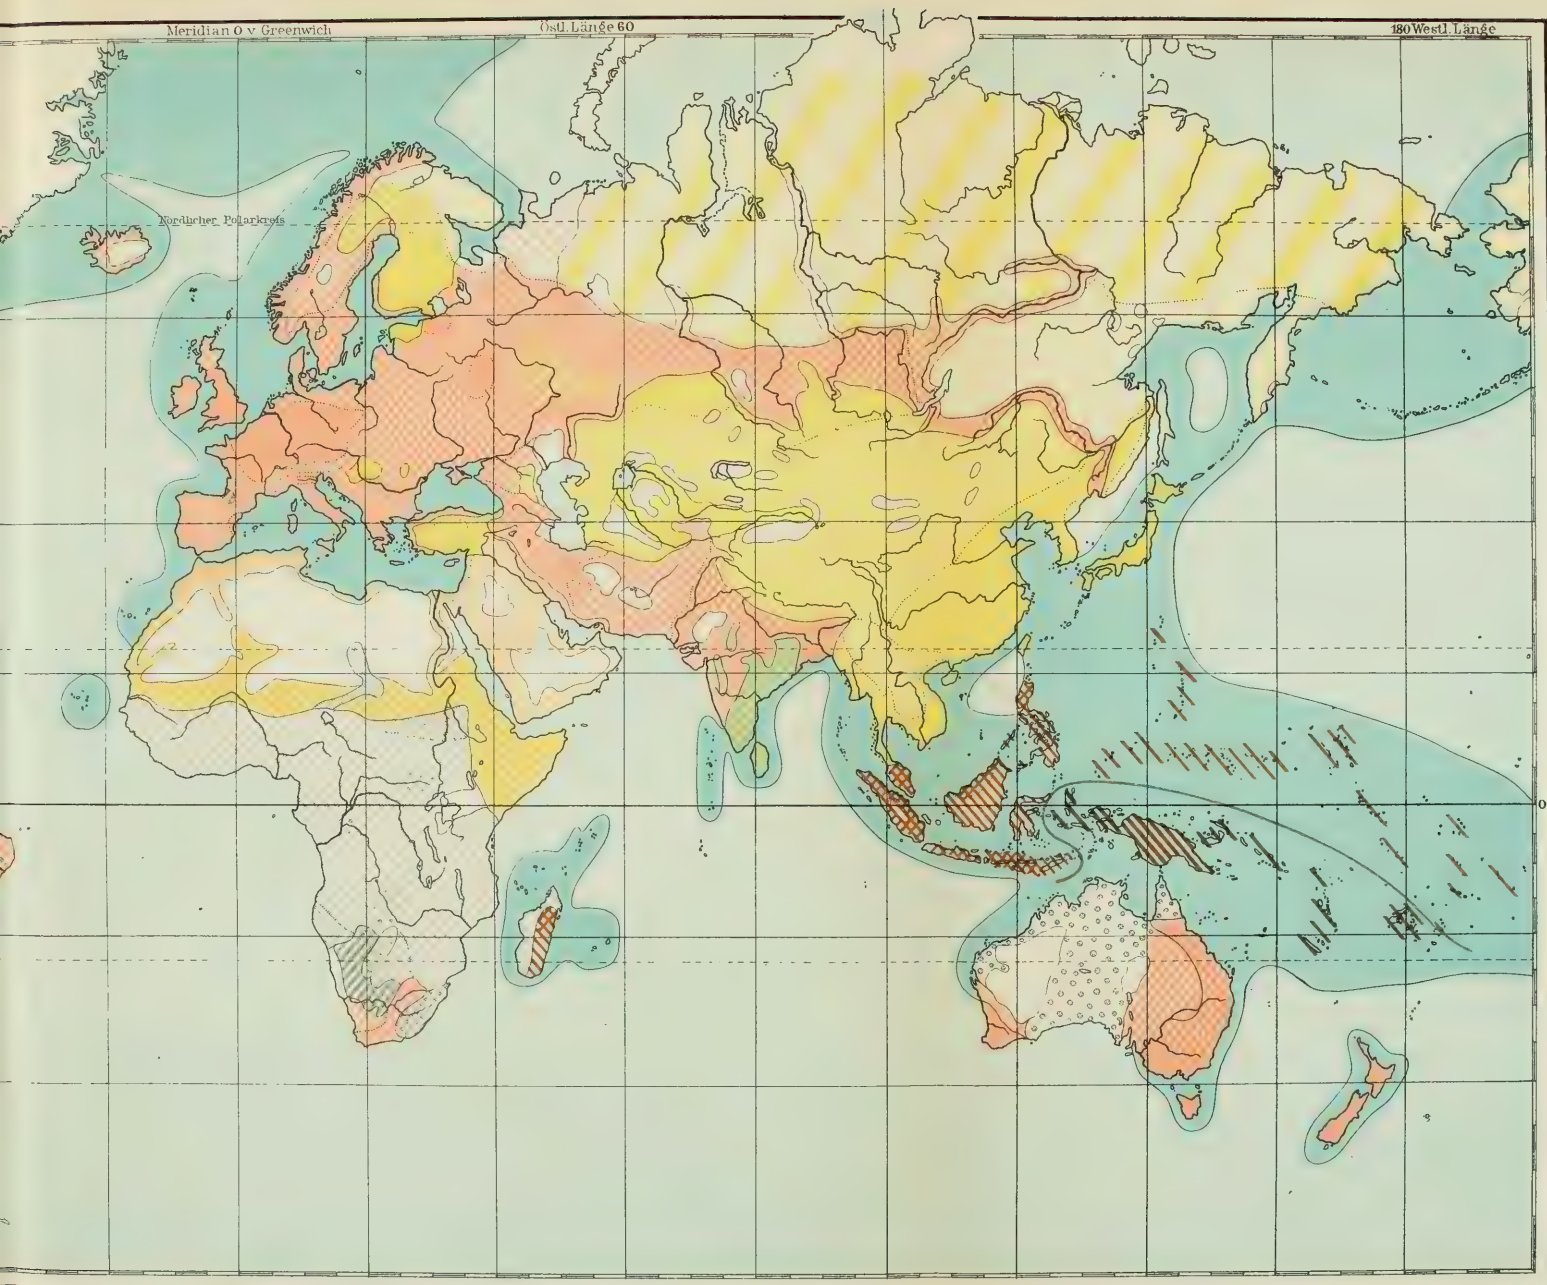 Meridian 0 v Greenwich
Östl. Länge 60
180 Westl. Länge
Nördlicher Polarkreis
0